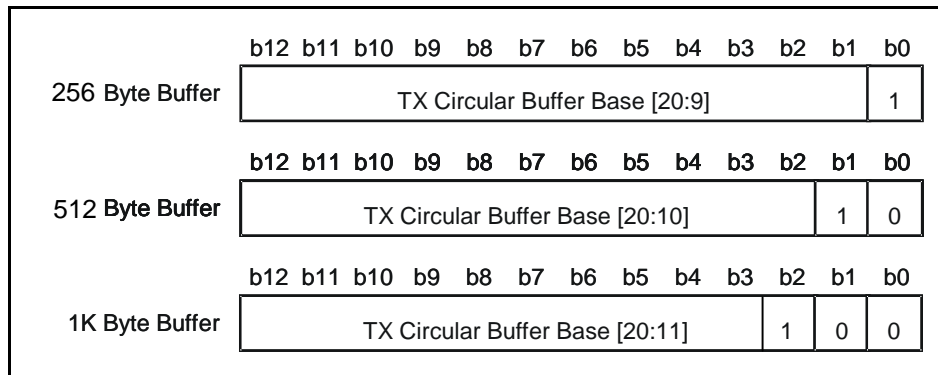 b12 b11 b10 b9 b8 b7 b6 b5 b4 b3 b2 b1 b0
256 Byte Buffer TX Circular Buffer Base [20:9] 1
b12 b11 b10 b9 b8 b7 b6 b5 b4 b3 b2 b1 b0
512 Byte Buffer TX Circular Buffer Base [20:10] 1 0
b12 b11 b10 b9 b8 b7 b6 b5 b4 b3 b2 b1 b0
1K Byte Buffer TX Circular Buffer Base [20:11] 1 0 0